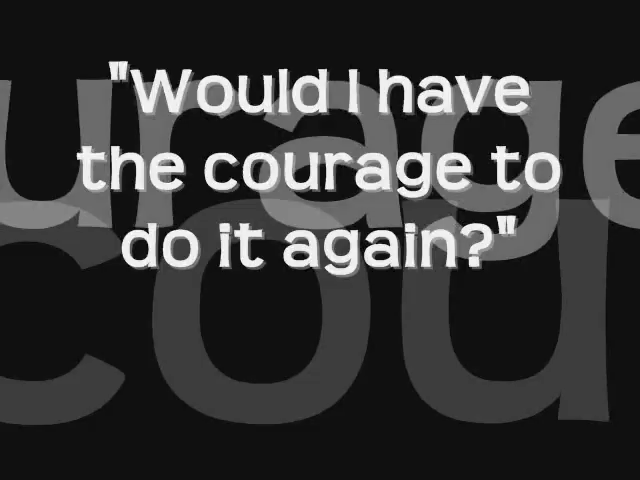 "Would I have
the courage to
do it again?"
urage
cou